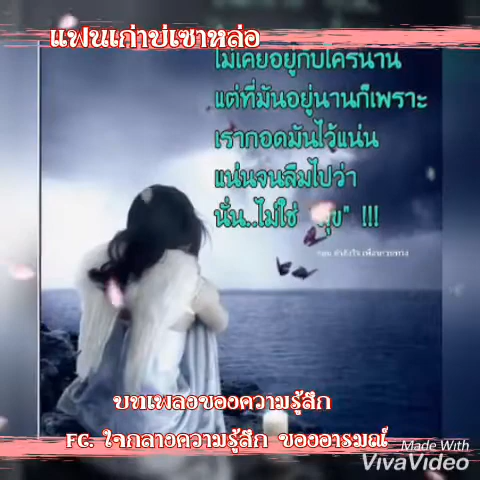 แฟนเก่าบ่เซาหล่อ
ไม่เคยอยู่กับใครนาน
แต่ที่มันอยู่นานก็เพราะ
เรากอดมันไว้แน่น
แน่นจนลืมไปว่า
นั่น..ไม่ใช่ "สุข" !!!
บทเพลงของความรู้สึก
FC. ใจกลางความรู้สึก ของอารมณ์
Made With
VivaVideo